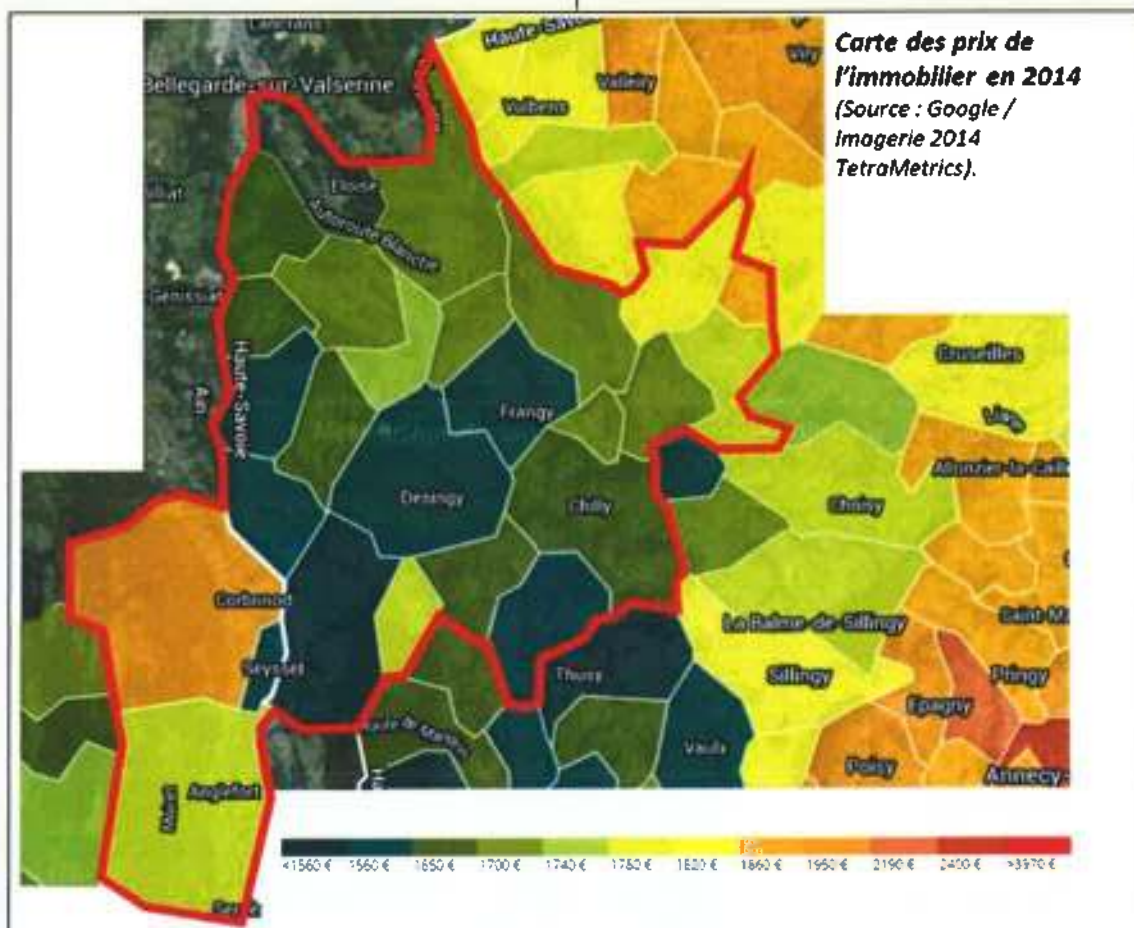 Carte des prix de
l'immobilier en 2014
(Source : Google /
Imagerie 2014
TetraMetrics).
Haute-Savoie
Viry
Valleiry
Vulbens
Bellegarde-sur-Valserine
Eloise
Autoroute Blanche
Génissiat
Haute-Savoie
Ain
Cruseilles
Frangy
Allonzier-la-Caille
Desingy
Chilly
Choisy
Corbonod
La Balme-de-Sillingy
Seyssel
Thusy
Sillingy
Pringy
Epagny
Vaulx
Poisy
Annecy
Anglefort
<1560 € 1560 € 1650 € 1700 € 1740 € 1780 € 1820 € 1860 € 1950 € 2190 € 2400 € >3970 €